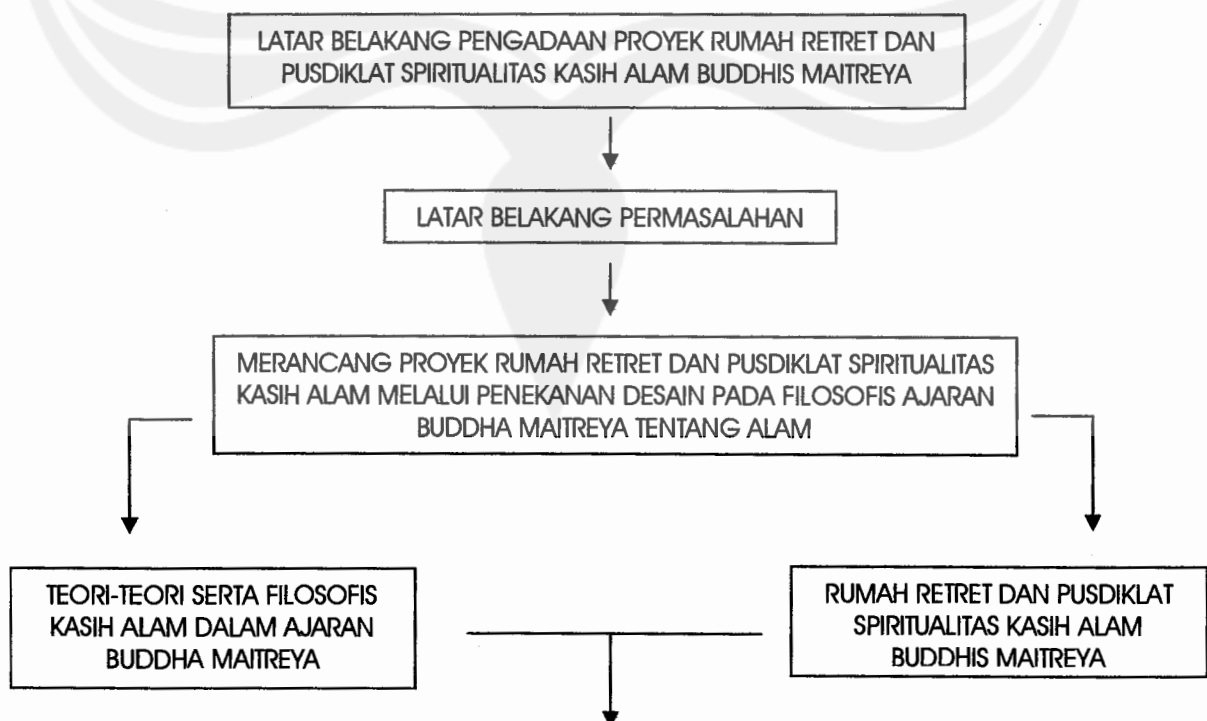 LATAR BELAKANG PENGADAAN PROYEK RUMAH RETRET DAN
PUSDIKLAT SPIRITUALITAS KASIH ALAM BUDDHIS MAITREYA
LATAR BELAKANG PERMASALAHAN
MERANCANG PROYEK RUMAH RETRET DAN PUSDIKLAT SPIRITUALITAS
KASIH ALAM MELALUI PENEKANAN DESAIN PADA FILOSOFIS AJARAN
BUDDHA MAITREYA TENTANG ALAM
TEORI-TEORI SERTA FILOSOFIS
KASIH ALAM DALAM AJARAN
BUDDHA MAITREYA
RUMAH RETRET DAN PUSDIKLAT
SPIRITUALITAS KASIH ALAM
BUDDHIS MAITREYA